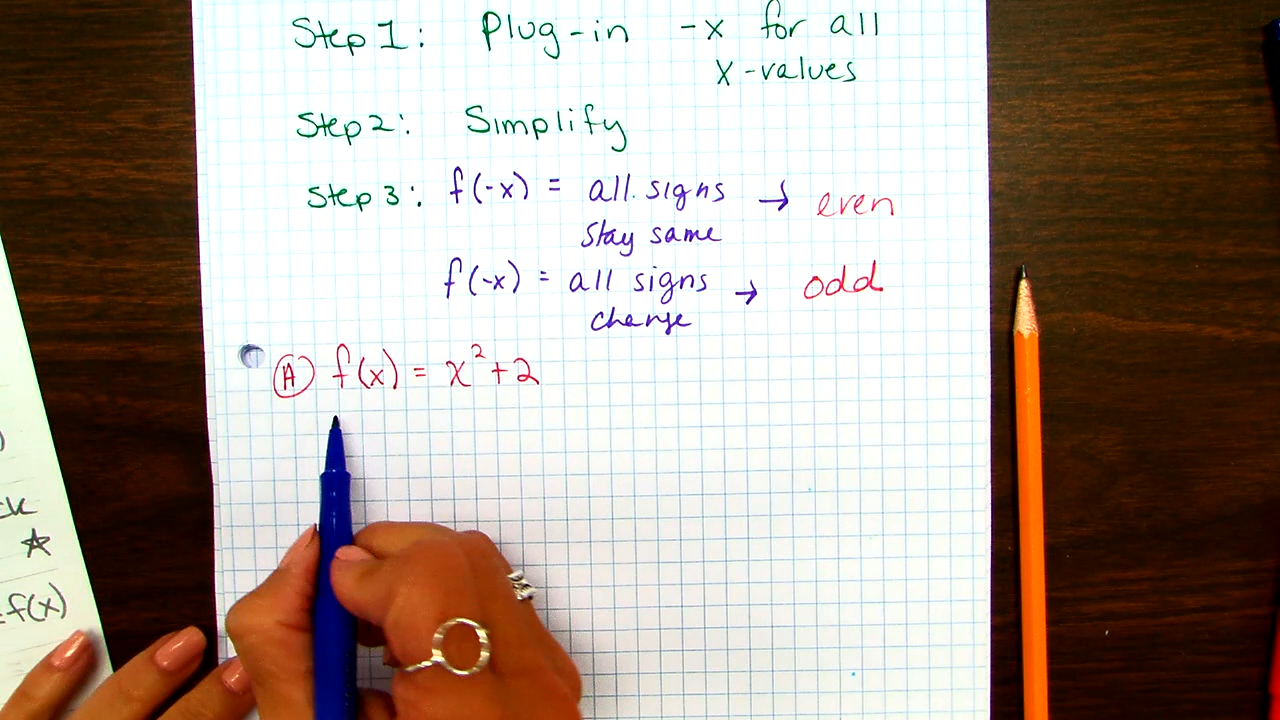 Step 1: Plug-in -x for all
x-values
Step 2: Simplify
Step 3: f(-x) = all signs → even
stay same
f(-x) = all signs → odd
change
Ⓐ f(x) = x²+2
☆
f(x)